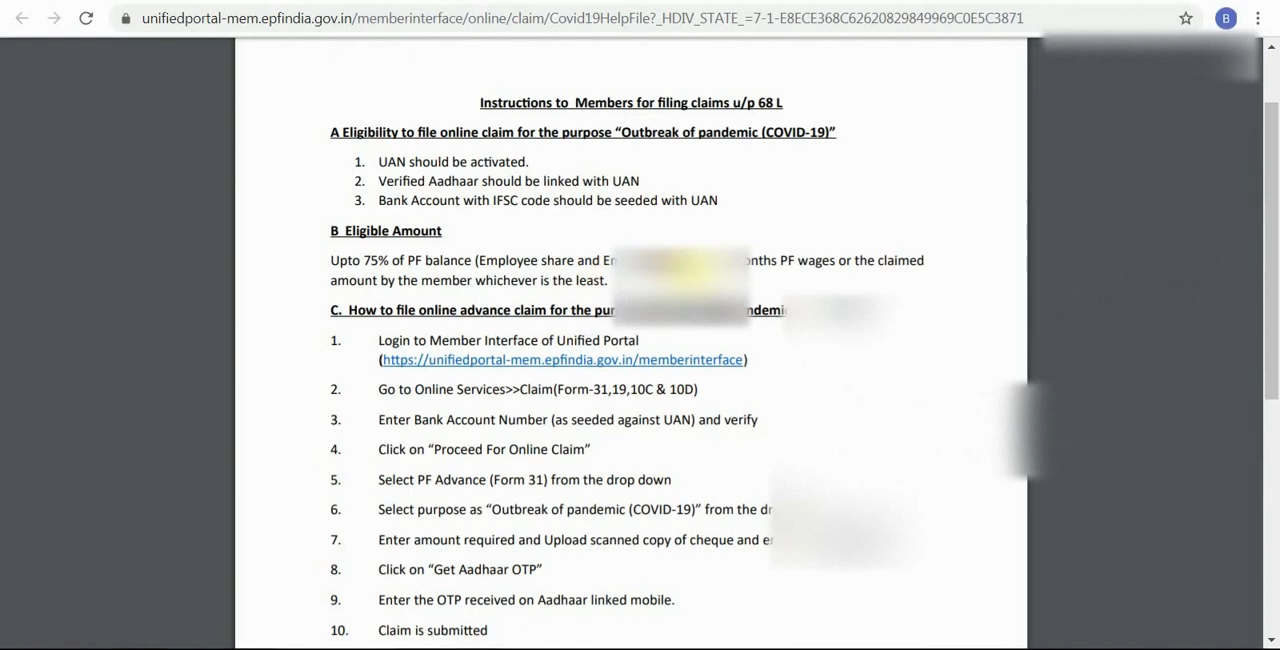 unifiedportal-mem.epfindia.gov.in/memberinterface/online/claim/Covid19HelpFile?_HDIV_STATE_=7-1-E8ECE368C62620829849969C0E5C3871
B
Instructions to Members for filing claims u/p 68 L
A Eligibility to file online claim for the purpose “Outbreak of pandemic (COVID-19)”
1. UAN should be activated.
2. Verified Aadhaar should be linked with UAN
3. Bank Account with IFSC code should be seeded with UAN
B Eligible Amount
Upto 75% of PF balance (Employee share and PF wages or the claimed
amount by the member whichever is the least.
C. How to file online advance claim for the
1. Login to Member Interface of Unified Portal
(https://unifiedportal-mem.epfindia.gov.in/memberinterface)
2. Go to Online Services>>Claim(Form-31,19,10C & 10D)
3. Enter Bank Account Number (as seeded against UAN) and verify
4. Click on “Proceed For Online Claim”
5. Select PF Advance (Form 31) from the drop down
6. Select purpose as “Outbreak of pandemic (COVID-19)” from the
7. Enter amount required and Upload scanned copy of cheque and
8. Click on “Get Aadhaar OTP”
9. Enter the OTP received on Aadhaar linked mobile.
10. Claim is submitted